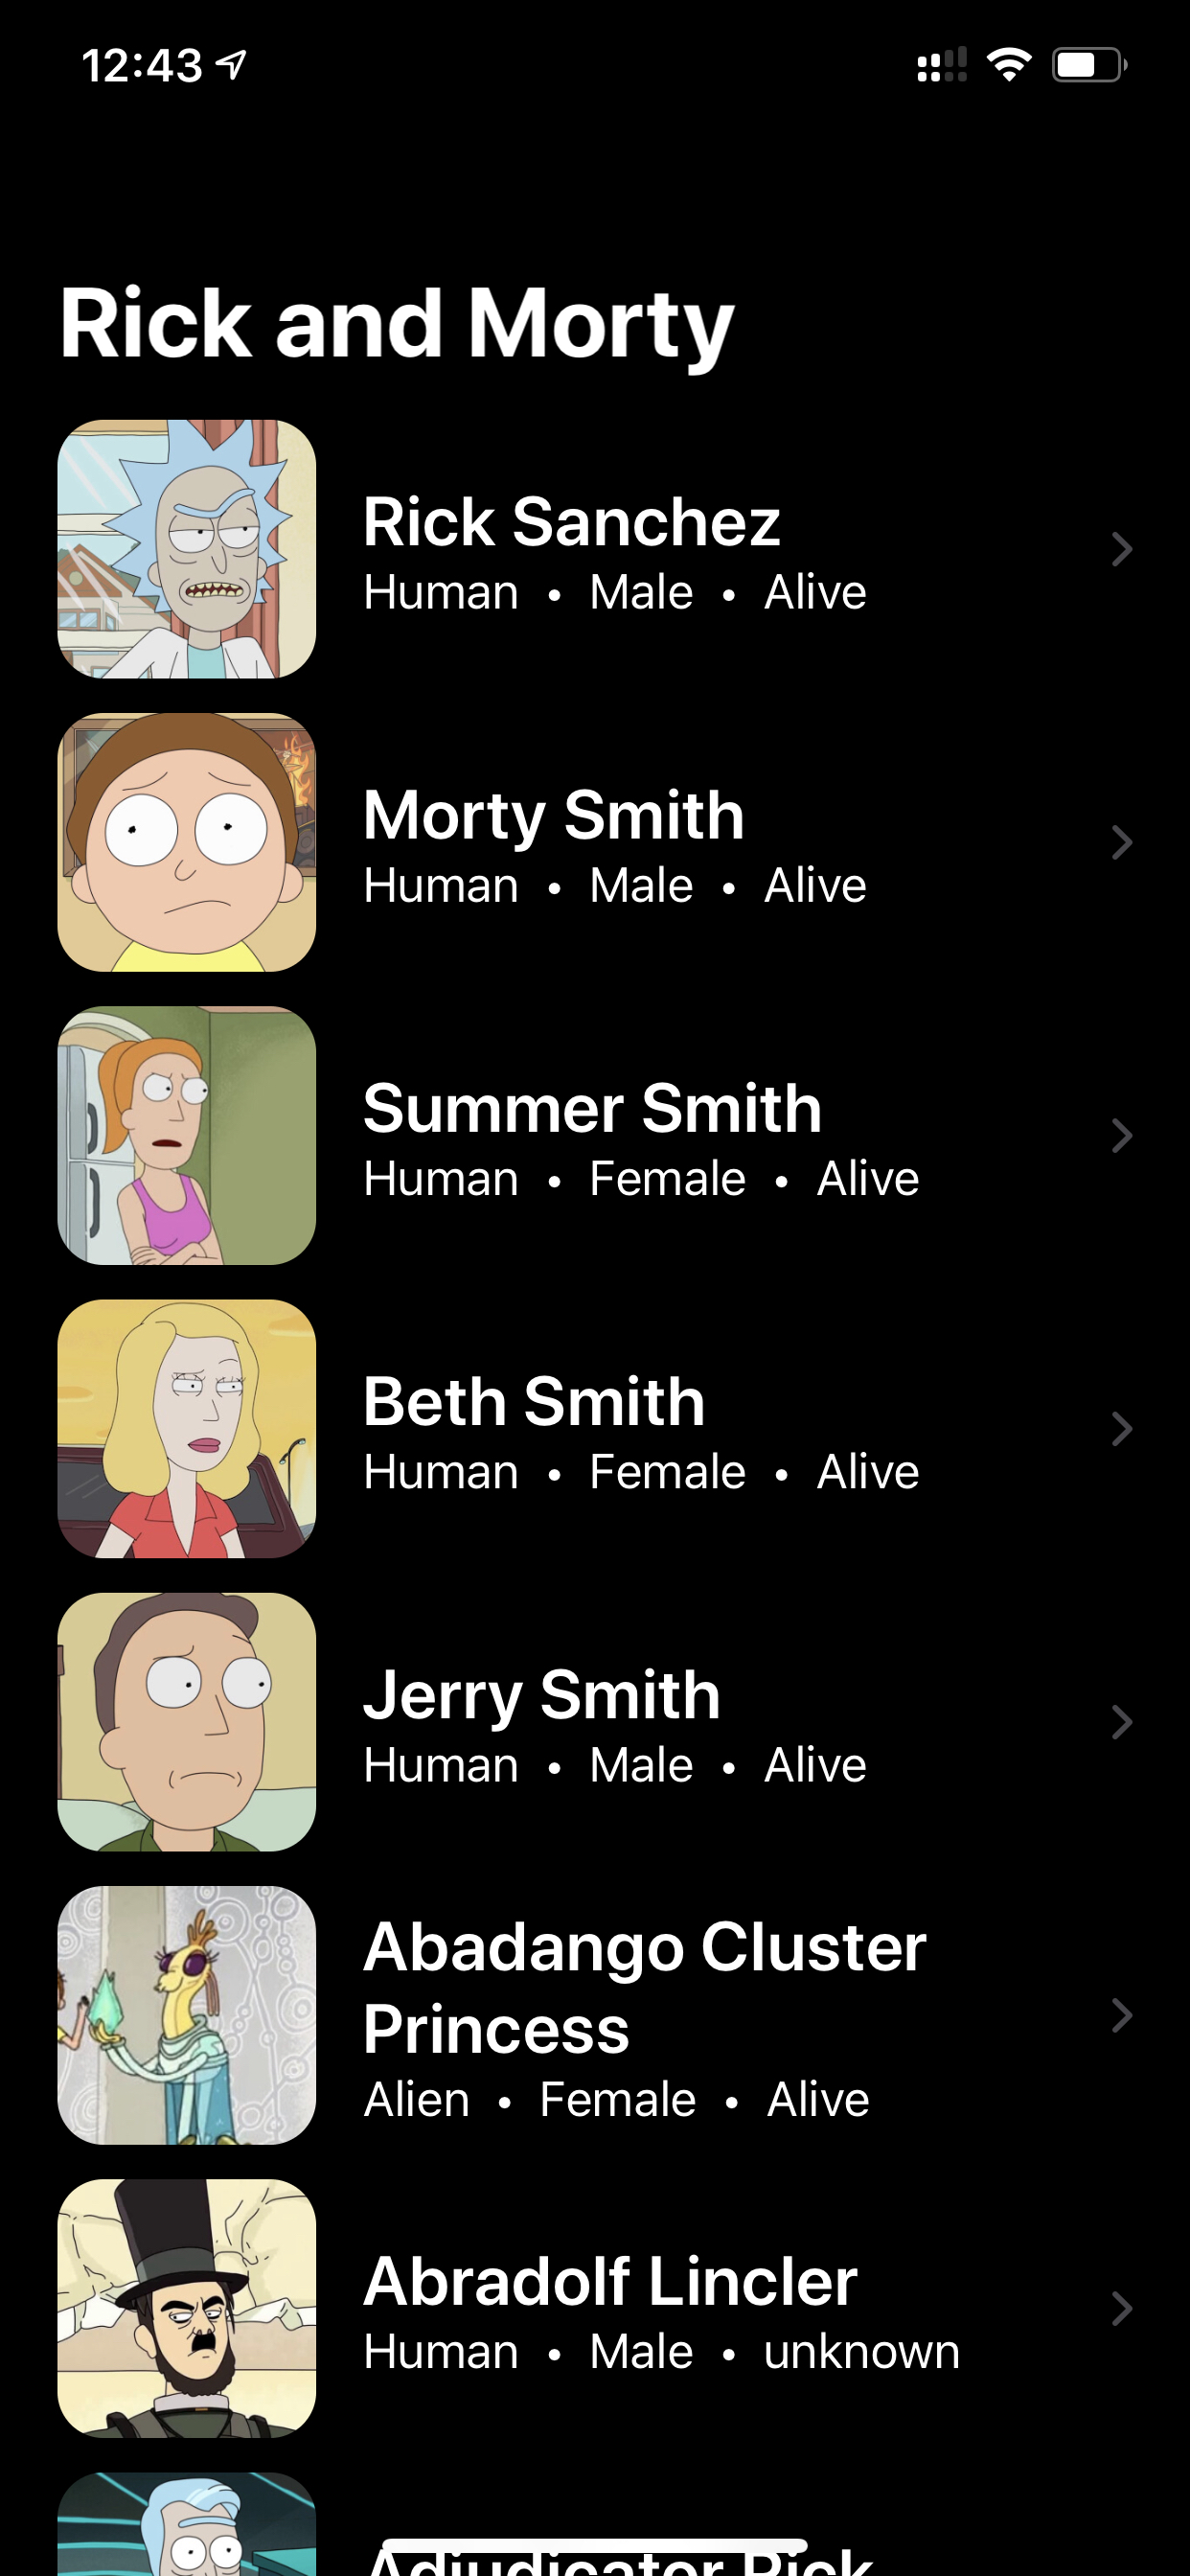 12:43
Rick and Morty
Rick Sanchez
Human • Male • Alive
Morty Smith
Human • Male • Alive
Summer Smith
Human • Female • Alive
Beth Smith
Human • Female • Alive
Jerry Smith
Human • Male • Alive
Abadango Cluster
Princess
Alien • Female • Alive
Abradolf Lincler
Human • Male • unknown
Adjudicator Rick